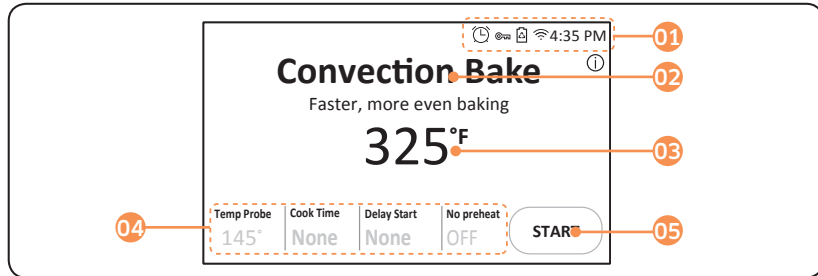 4:35 PM
01
Convection Bake
02
Faster, more even baking
325°F
03
04
Temp Probe Cook Time Delay Start No preheat
145° None None OFF
START
05